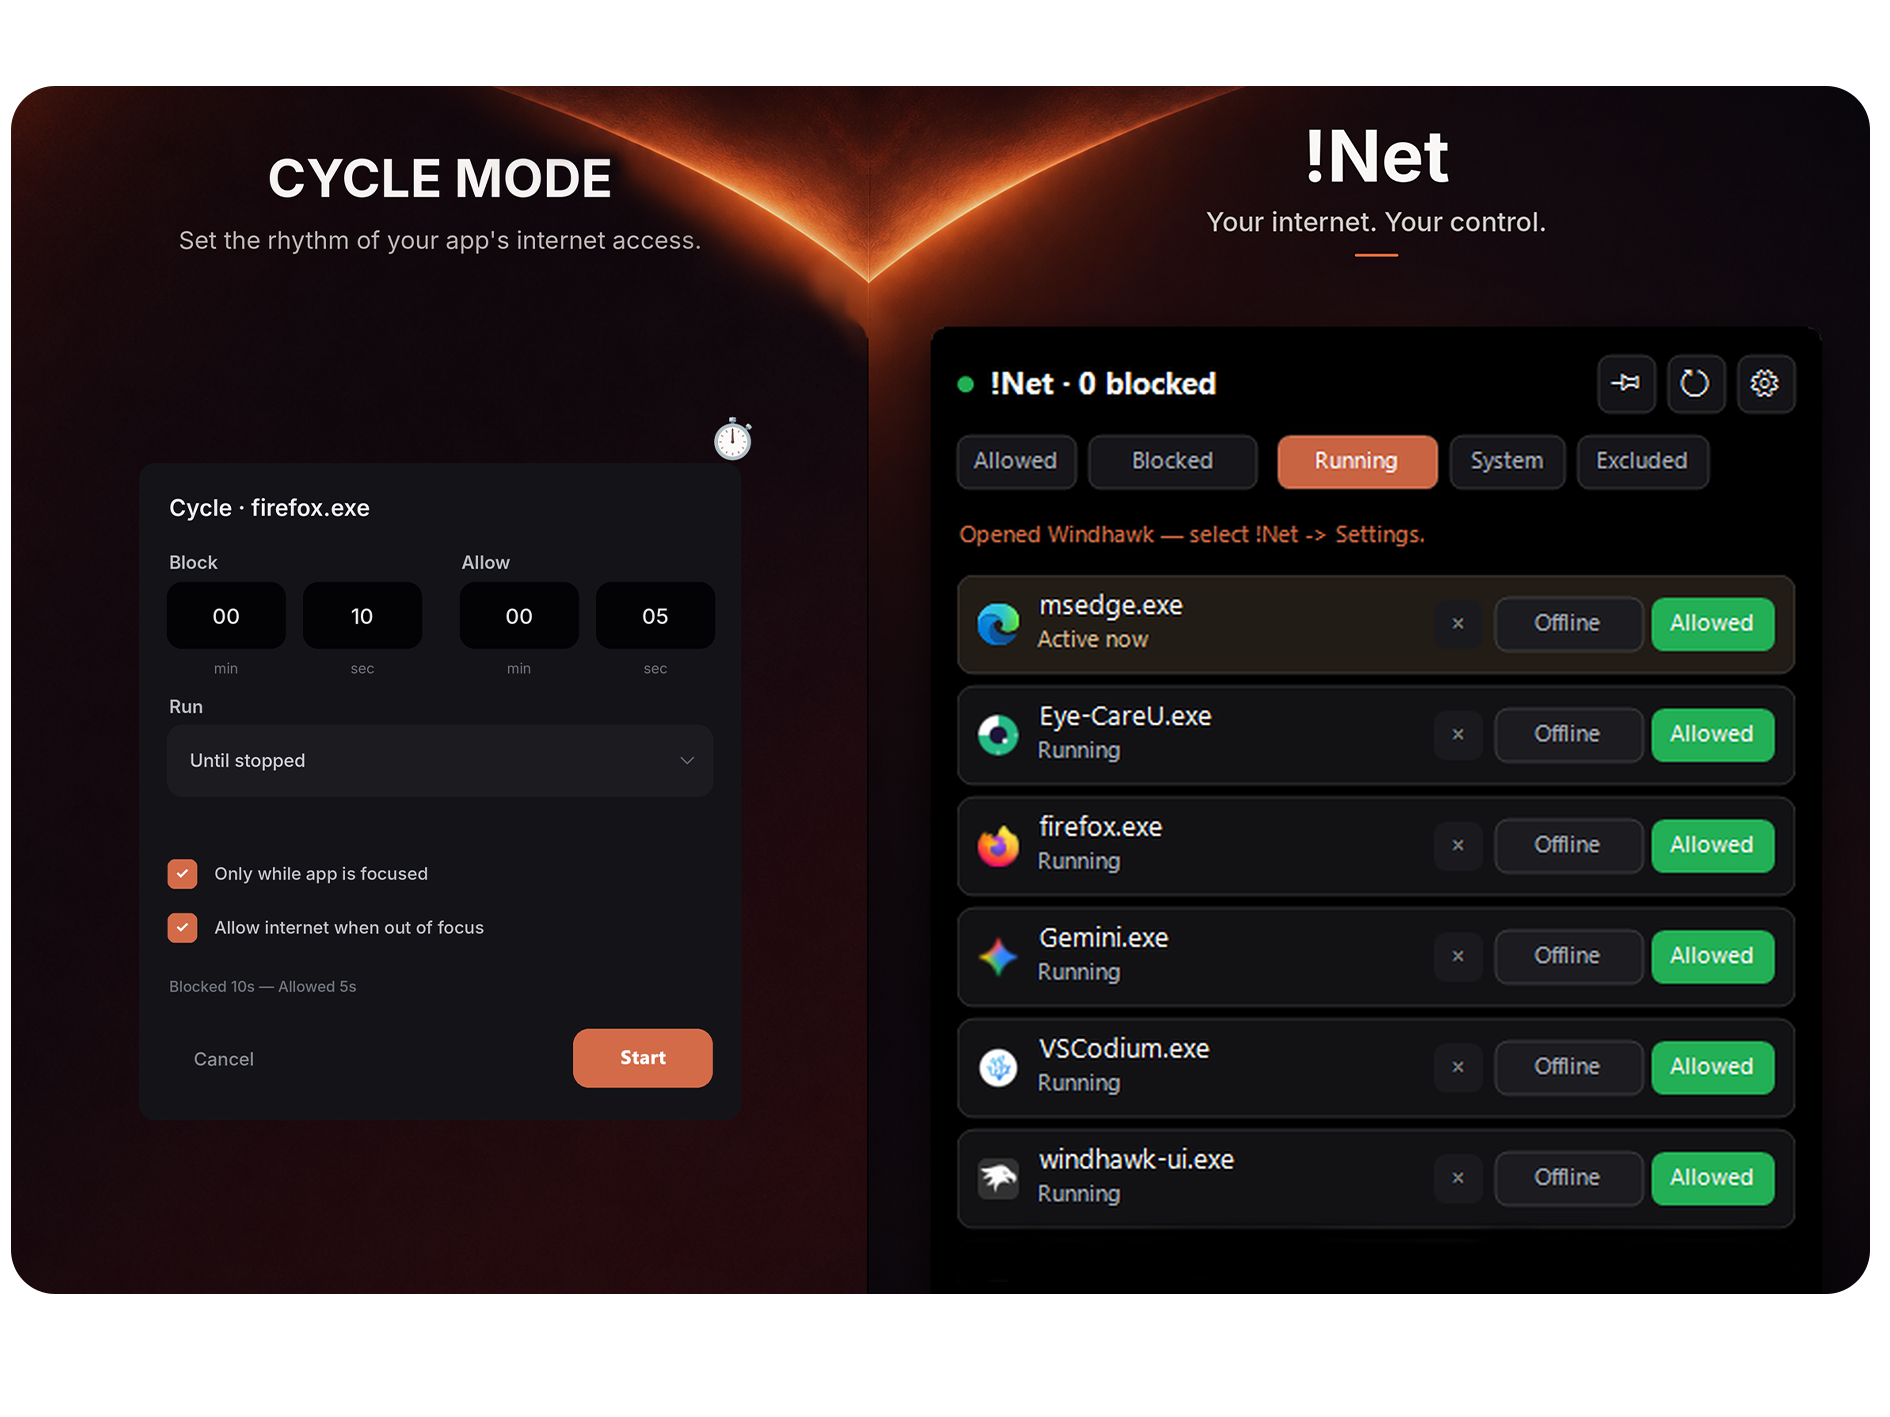 CYCLE MODE
Set the rhythm of your app's internet access.
Cycle · firefox.exe
Block Allow
00 10 00 05
min sec min sec
Run
Until stopped
Only while app is focused
Allow internet when out of focus
Blocked 10s — Allowed 5s
Cancel Start
!Net
Your internet. Your control.
!Net · 0 blocked
Allowed Blocked Running System Excluded
Opened Windhawk — select !Net -> Settings.
msedge.exe
Active now
× Offline Allowed
Eye-CareU.exe
Running
× Offline Allowed
firefox.exe
Running
× Offline Allowed
Gemini.exe
Running
× Offline Allowed
VSCodium.exe
Running
× Offline Allowed
windhawk-ui.exe
Running
× Offline Allowed